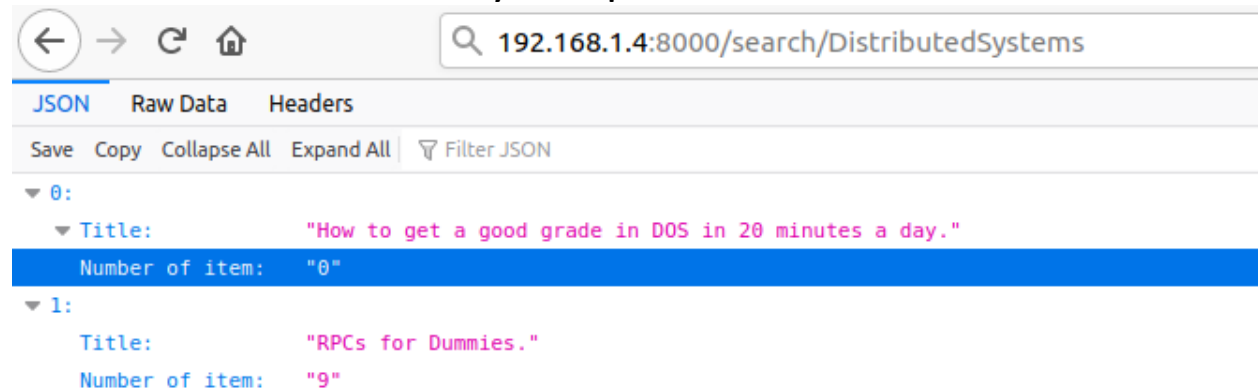 192.168.1.4:8000/search/DistributedSystems
JSON Raw Data Headers
Save Copy Collapse All Expand All Filter JSON
0:
Title: "How to get a good grade in DOS in 20 minutes a day."
Number of item: "0"
1:
Title: "RPCs for Dummies."
Number of item: "9"